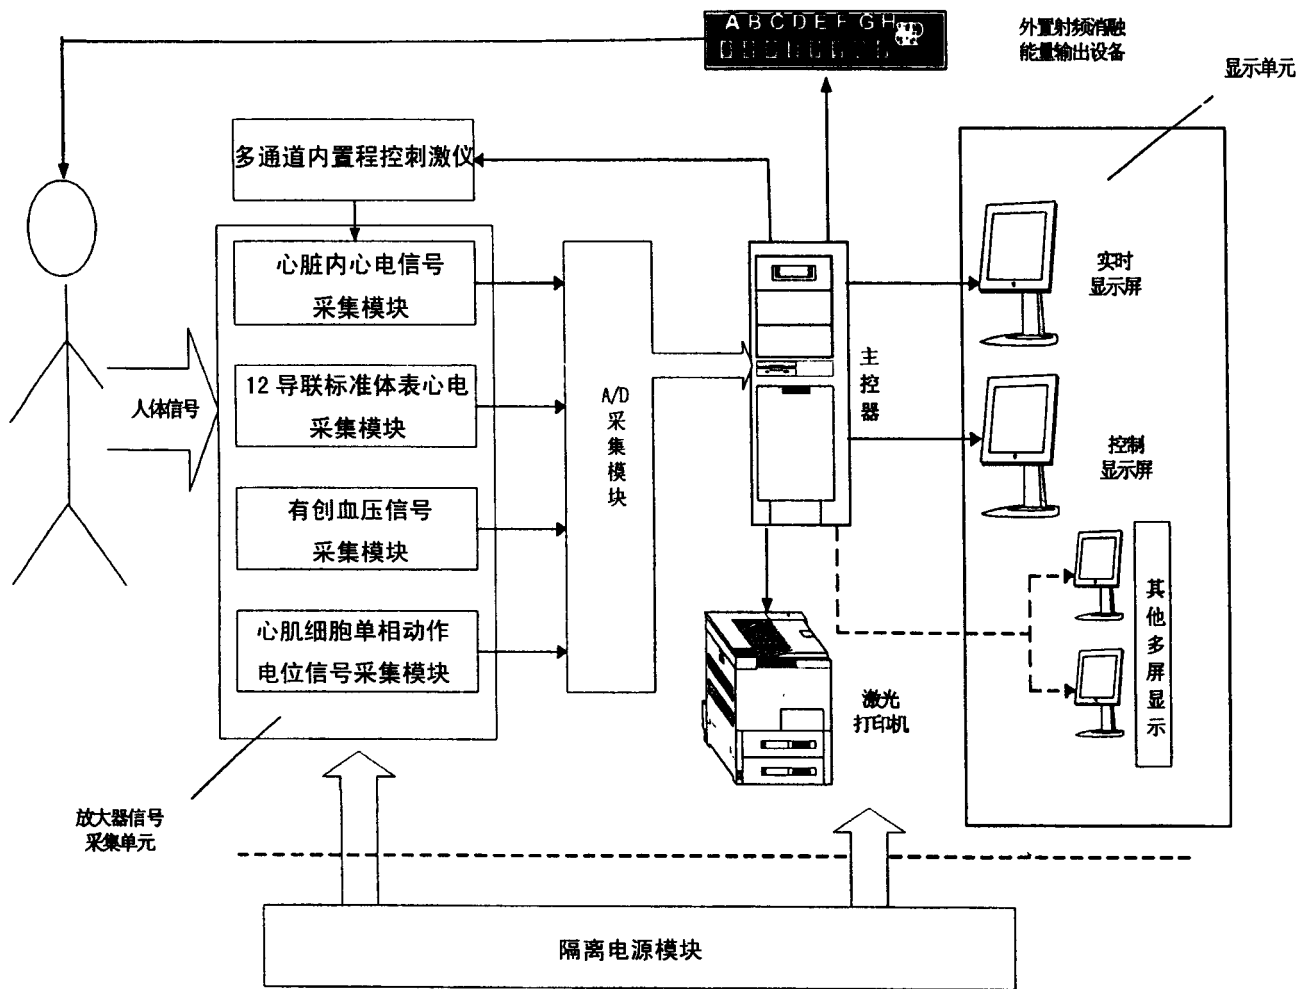 A B C D E F G H
外置射频消融
能量输出设备
显示单元
多通道内置程控刺激仪
心脏内心电信号
采集模块
12导联标准体表心电
采集模块
有创血压信号
采集模块
心肌细胞单相动作
电位信号采集模块
人体信号
A/D
采
集
模
块
主
控
器
实时
显示屏
控制
显示屏
其
他
多
屏
显
示
激光
打印机
放大器信号
采集单元
隔离电源模块